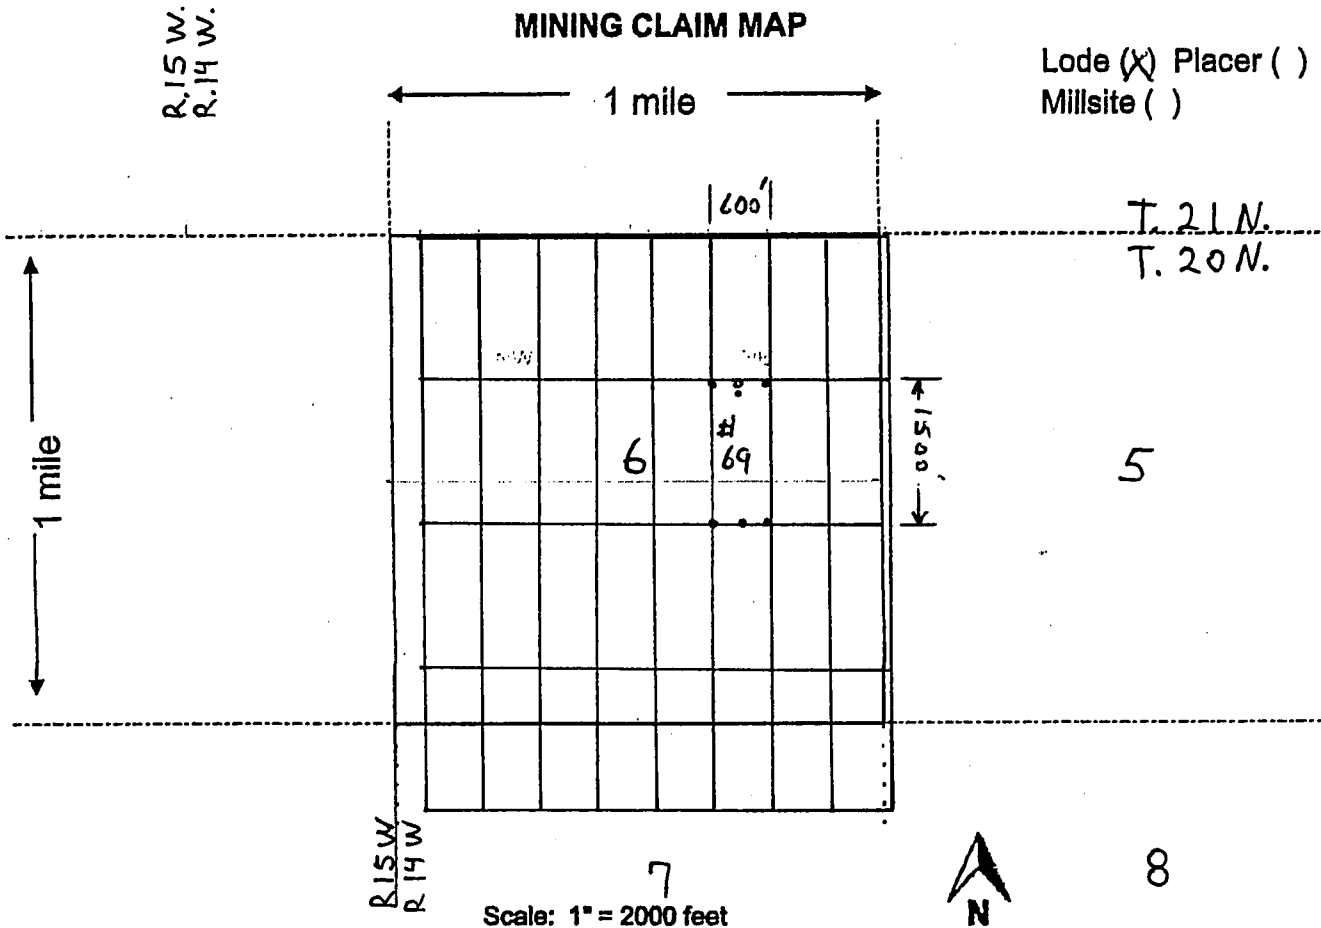 MINING CLAIM MAP
R.15 W.
R.14 W.
Lode (X) Placer ( )
Millsite ( )
1 mile
600'
T. 21 N.
T. 20 N.
NW
1 mile
#
69
6
1500'
5
R15W
R14W
7
8
Scale: 1" = 2000 feet
N